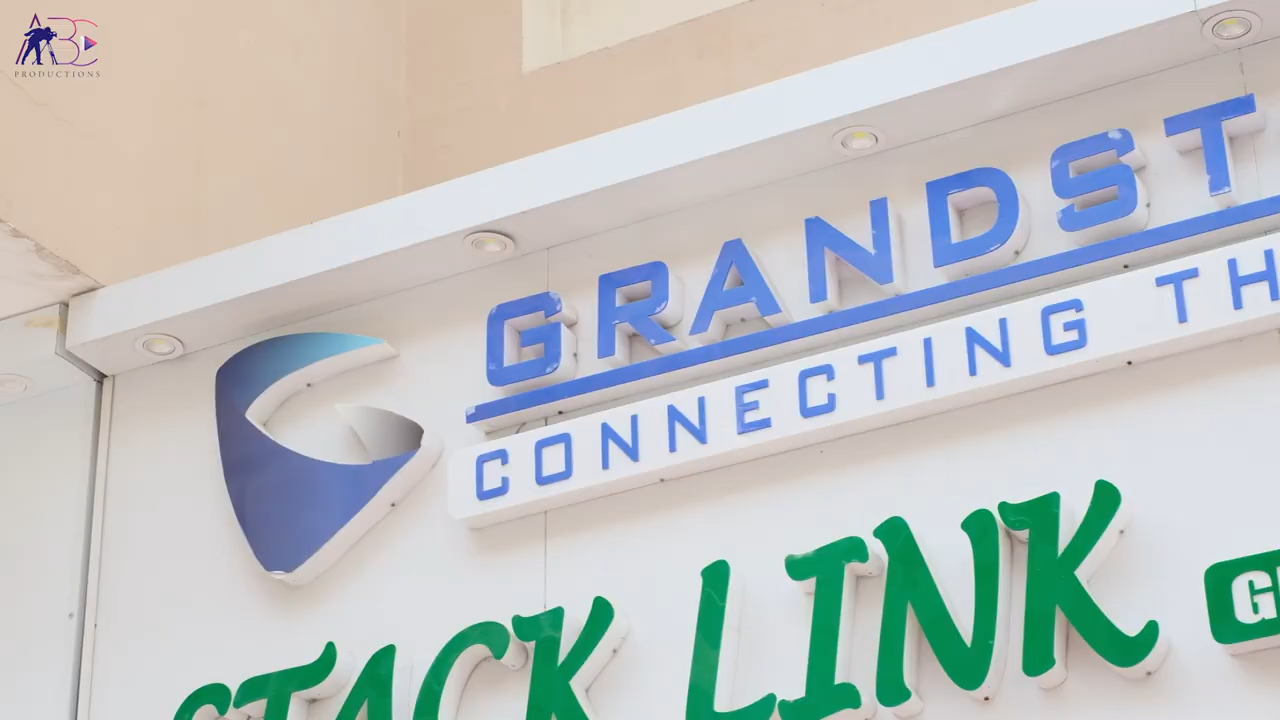 ABC
PRODUCTIONS
GRANDST
CONNECTING TH
STACK LINK